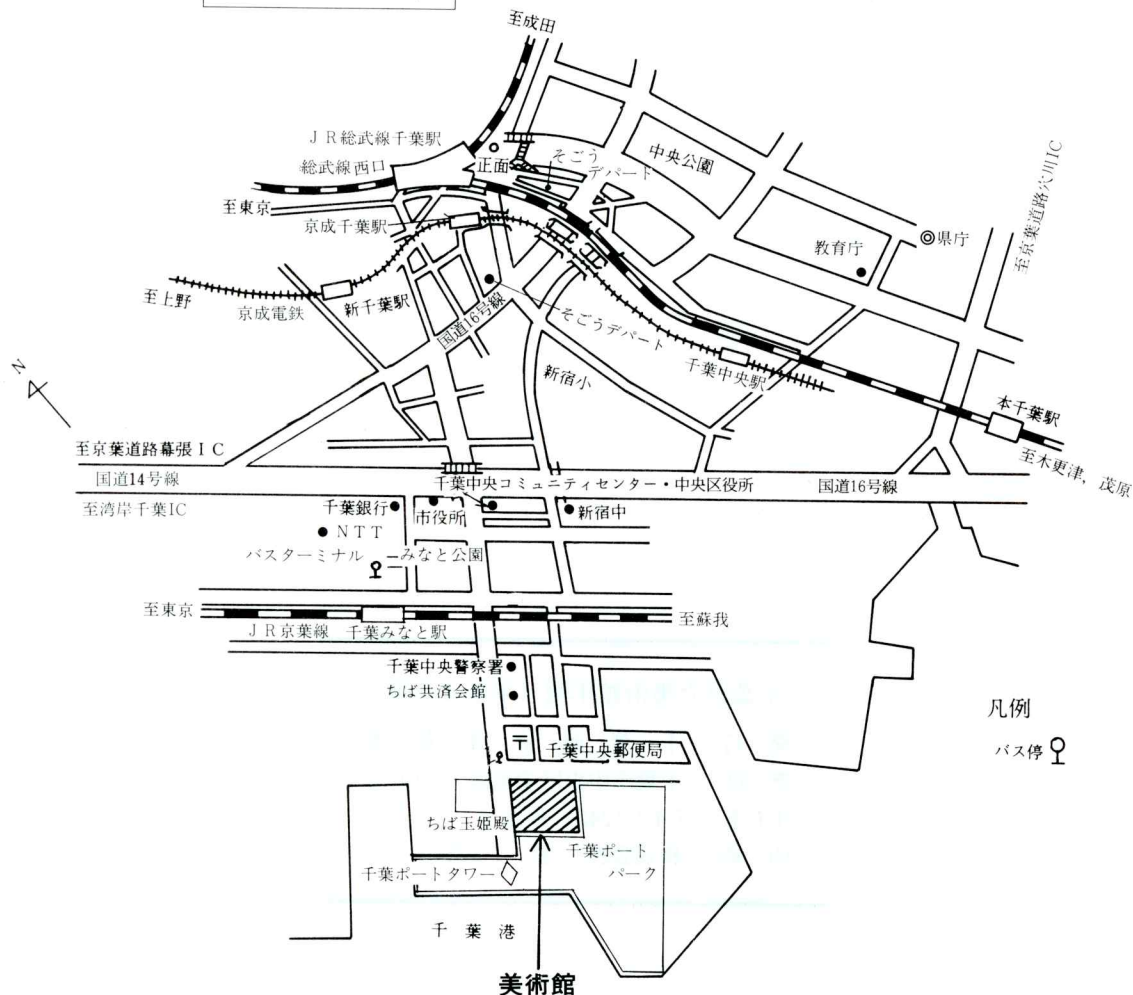 至成田
ＪＲ総武線千葉駅
総武線西口
正面
そごう
デパート
中央公園
至京葉道路穴川IC
至東京
京成千葉駅
教育庁
◎県庁
至上野
京成電鉄
新千葉駅
国道16号線
そごうデパート
千葉中央駅
新宿小
N
本千葉駅
至木更津，茂原
至京葉道路幕張ＩＣ
国道14号線
千葉中央コミュニティセンター・中央区役所
国道16号線
至湾岸千葉IC
千葉銀行
市役所
新宿中
ＮＴＴ
バスターミナル
みなと公園
至東京
至蘇我
ＪＲ京葉線
千葉みなと駅
千葉中央警察署
ちば共済会館
凡例
〒
千葉中央郵便局
バス停
ちば玉姫殿
千葉ポート
パーク
千葉ポートタワー
千葉港
美術館